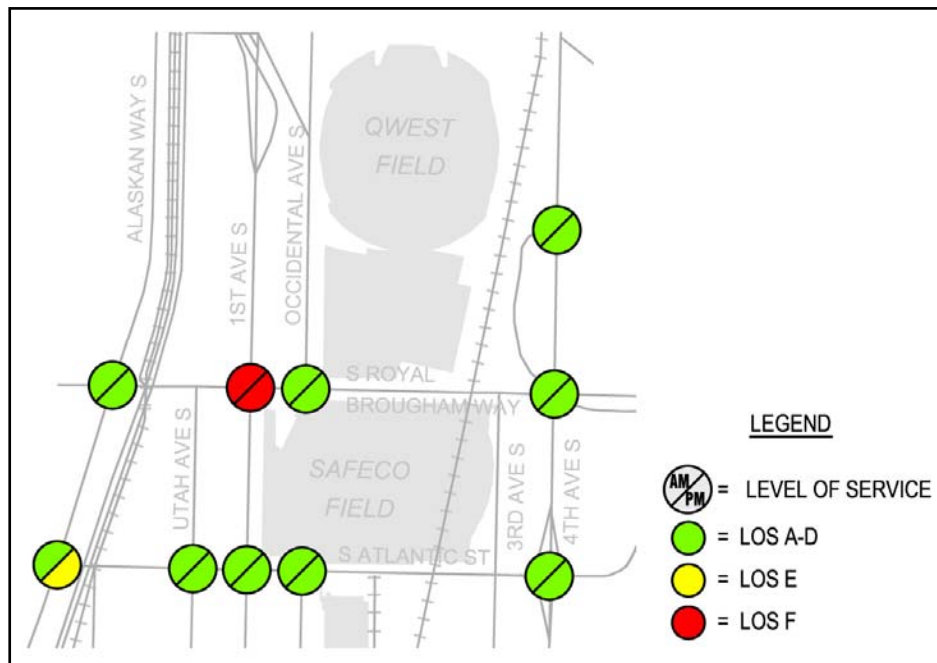 ALASKAN WAY S
1ST AVE S
OCCIDENTAL AVE S
QWEST
FIELD
S ROYAL
BROUGHAM WAY
UTAH AVE S
SAFECO
FIELD
3RD AVE S
4TH AVE S
S ATLANTIC ST
LEGEND
AM
PM
= LEVEL OF SERVICE
= LOS A-D
= LOS E
= LOS F